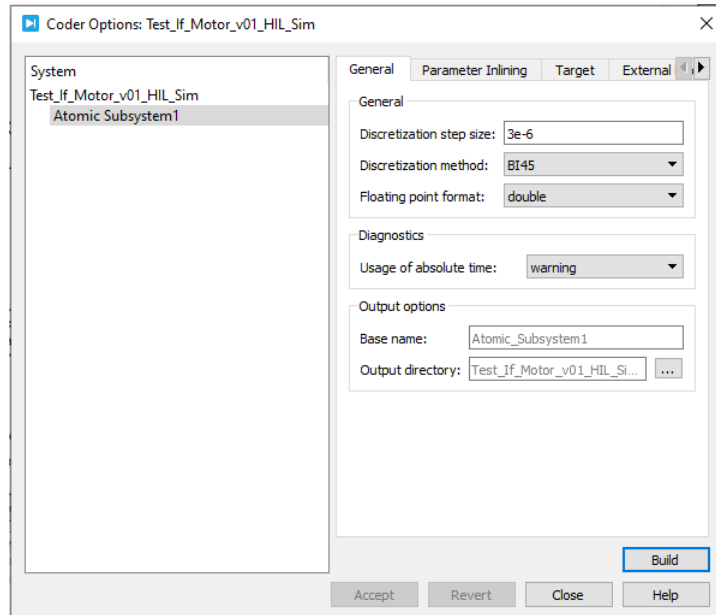 Coder Options: Test_If_Motor_v01_HIL_Sim
System
Test_If_Motor_v01_HIL_Sim
Atomic Subsystem1
General Parameter Inlining Target External
General
Discretization step size: 3e-6
Discretization method: BI45
Floating point format: double
Diagnostics
Usage of absolute time: warning
Output options
Base name: Atomic_Subsystem1
Output directory: Test_If_Motor_v01_HIL_Si... ...
Build
Accept Revert Close Help